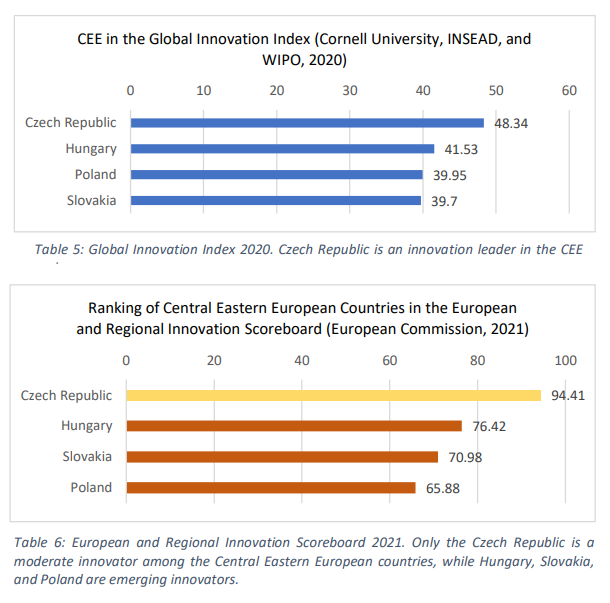 CEE in the Global Innovation Index (Cornell University, INSEAD, and
WIPO, 2020)
0 10 20 30 40 50 60
Czech Republic 48.34
Hungary 41.53
Poland 39.95
Slovakia 39.7
Table 5: Global Innovation Index 2020. Czech Republic is an innovation leader in the CEE
Ranking of Central Eastern European Countries in the European
and Regional Innovation Scoreboard (European Commission, 2021)
0 20 40 60 80 100
Czech Republic 94.41
Hungary 76.42
Slovakia 70.98
Poland 65.88
Table 6: European and Regional Innovation Scoreboard 2021. Only the Czech Republic is a
moderate innovator among the Central Eastern European countries, while Hungary, Slovakia,
and Poland are emerging innovators.